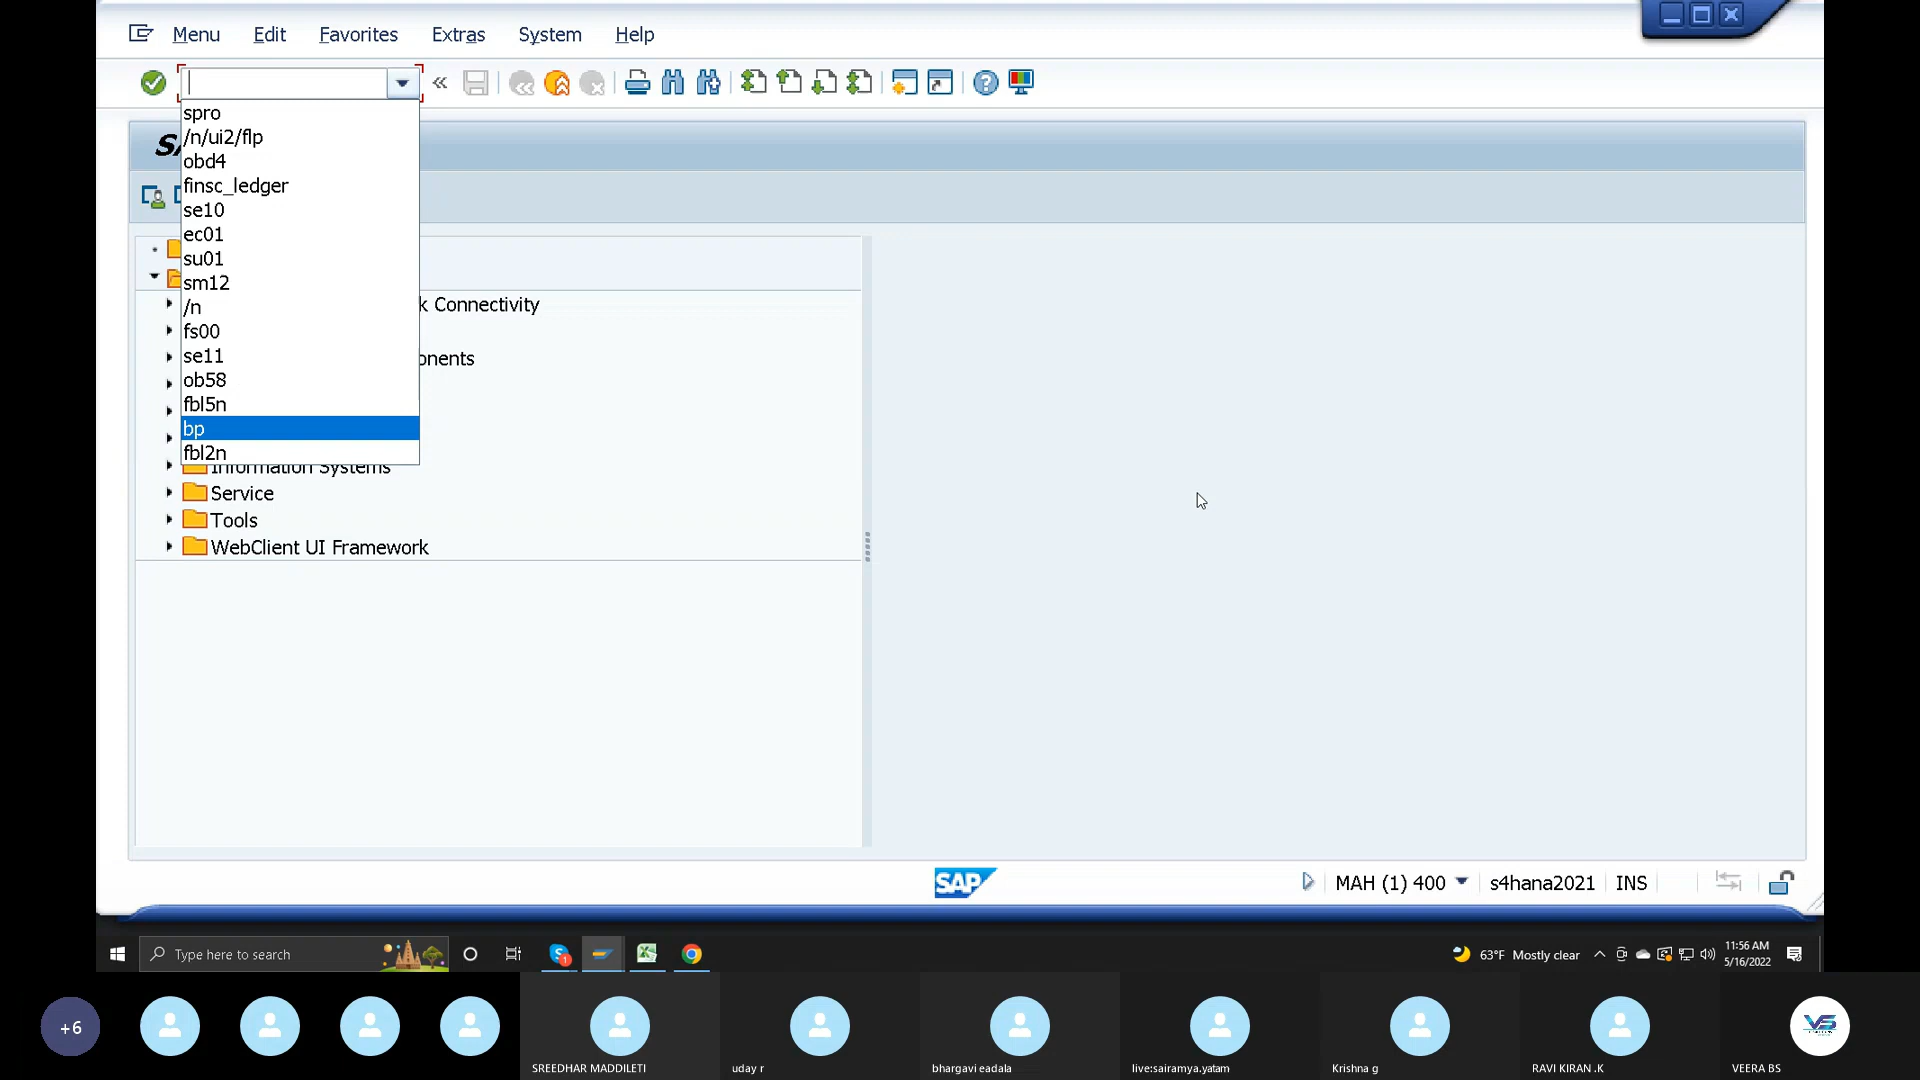 Menu Edit Favorites Extras System Help
spro
/n/ui2/flp
obd4
finsc_ledger
se10
ec01
su01
sm12
/n
fs00
se11
ob58
fbl5n
bp
fbl2n
k Connectivity
onents
Information Systems
Service
Tools
WebClient UI Framework
SAP
MAH (1) 400 s4hana2021 INS
Type here to search
63°F Mostly clear
11:56 AM
5/16/2022
+6
SREEDHAR MADDILETI
uday r
bhargavi eadala
live:sairamya.yatam
Krishna g
RAVI KIRAN .K
VS
VEERA BS